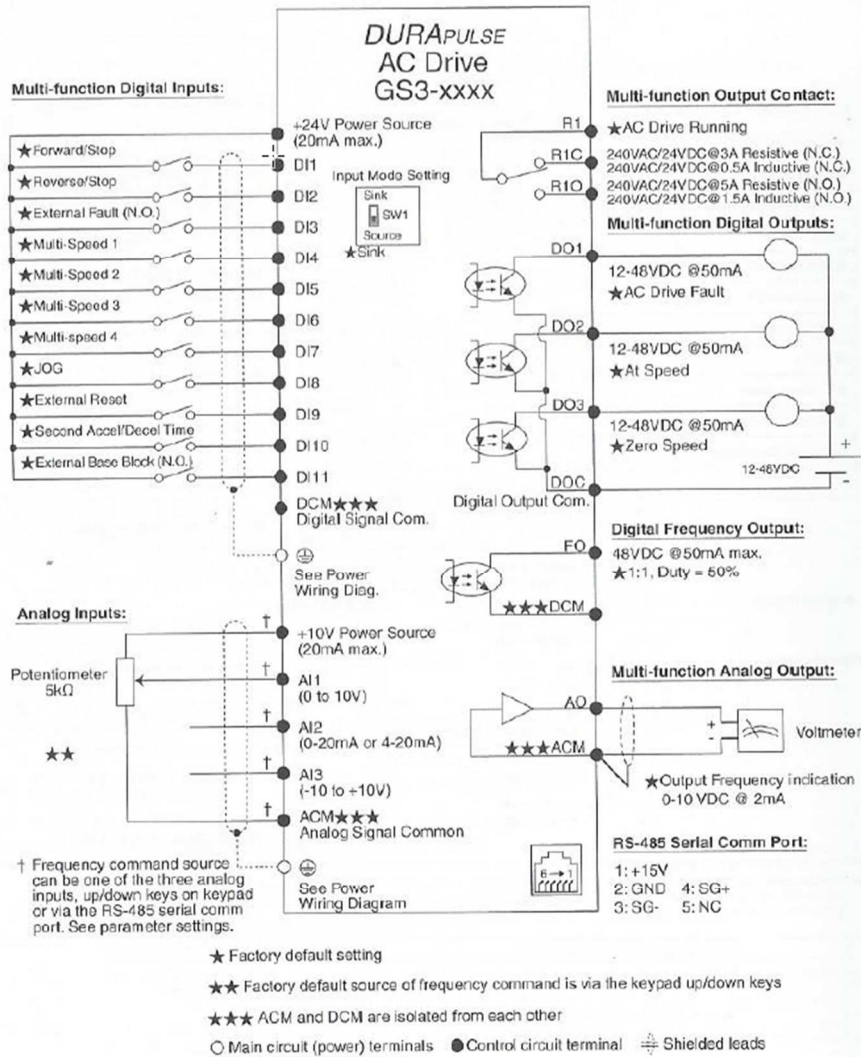 DURAPULSE
AC Drive
GS3-xxxx
Multi-function Digital Inputs:
+24V Power Source
(20mA max.)
★Forward/Stop
DI1
★Reverse/Stop
DI2
★External Fault (N.O.)
DI3
★Multi-Speed 1
DI4
★Multi-Speed 2
DI5
★Multi-Speed 3
DI6
★Multi-speed 4
DI7
★JOG
DI8
★External Reset
DI9
★Second Accel/Decel Time
DI10
★External Base Block (N.O.)
DI11
Input Mode Setting
Sink
SW1
Source
★Sink
DCM★★★
Digital Signal Com.
See Power
Wiring Diag.
Analog Inputs:
Potentiometer
5kΩ
★★
† +10V Power Source
(20mA max.)
† AI1
(0 to 10V)
† AI2
(0-20mA or 4-20mA)
† AI3
(-10 to +10V)
† ACM★★★
Analog Signal Common
See Power
Wiring Diagram
† Frequency command source
can be one of the three analog
inputs, up/down keys on keypad
or via the RS-485 serial comm
port. See parameter settings.
Multi-function Output Contact:
R1
★AC Drive Running
R1C
240VAC/24VDC@3A Resistive (N.C.)
240VAC/24VDC@0.5A Inductive (N.C.)
R1O
240VAC/24VDC@5A Resistive (N.O.)
240VAC/24VDC@1.5A Inductive (N.O.)
Multi-function Digital Outputs:
DO1
12-48VDC @50mA
★AC Drive Fault
DO2
12-48VDC @50mA
★At Speed
DO3
12-48VDC @50mA
★Zero Speed
+
12-48VDC
-
DOC
Digital Output Com.
Digital Frequency Output:
FO
48VDC @50mA max.
★1:1, Duty = 50%
★★★DCM
Multi-function Analog Output:
AO
+
-
Voltmeter
★★★ACM
★Output Frequency indication
0-10 VDC @ 2mA
RS-485 Serial Comm Port:
6→1
1: +15V
2: GND 4: SG+
3: SG- 5: NC
★ Factory default setting
★★ Factory default source of frequency command is via the keypad up/down keys
★★★ ACM and DCM are isolated from each other
Main circuit (power) terminals Control circuit terminal Shielded leads